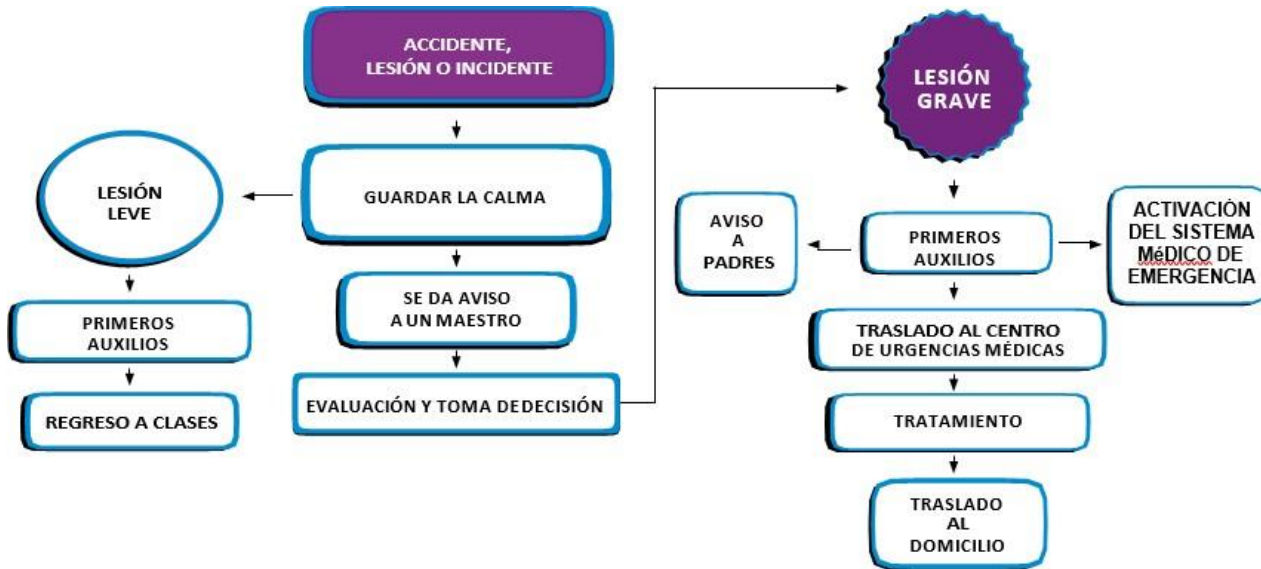 ACCIDENTE,
LESIÓN O INCIDENTE
GUARDAR LA CALMA
LESIÓN
LEVE
PRIMEROS
AUXILIOS
REGRESO A CLASES
SE DA AVISO
A UN MAESTRO
EVALUACIÓN Y TOMA DEDECISIÓN
LESIÓN
GRAVE
PRIMEROS
AUXILIOS
AVISO
A
PADRES
ACTIVACIÓN
DEL SISTEMA
MéDICO DE
EMERGENCIA
TRASLADO AL CENTRO
DE URGENCIAS MÉDICAS
TRATAMIENTO
TRASLADO
AL
DOMICILIO